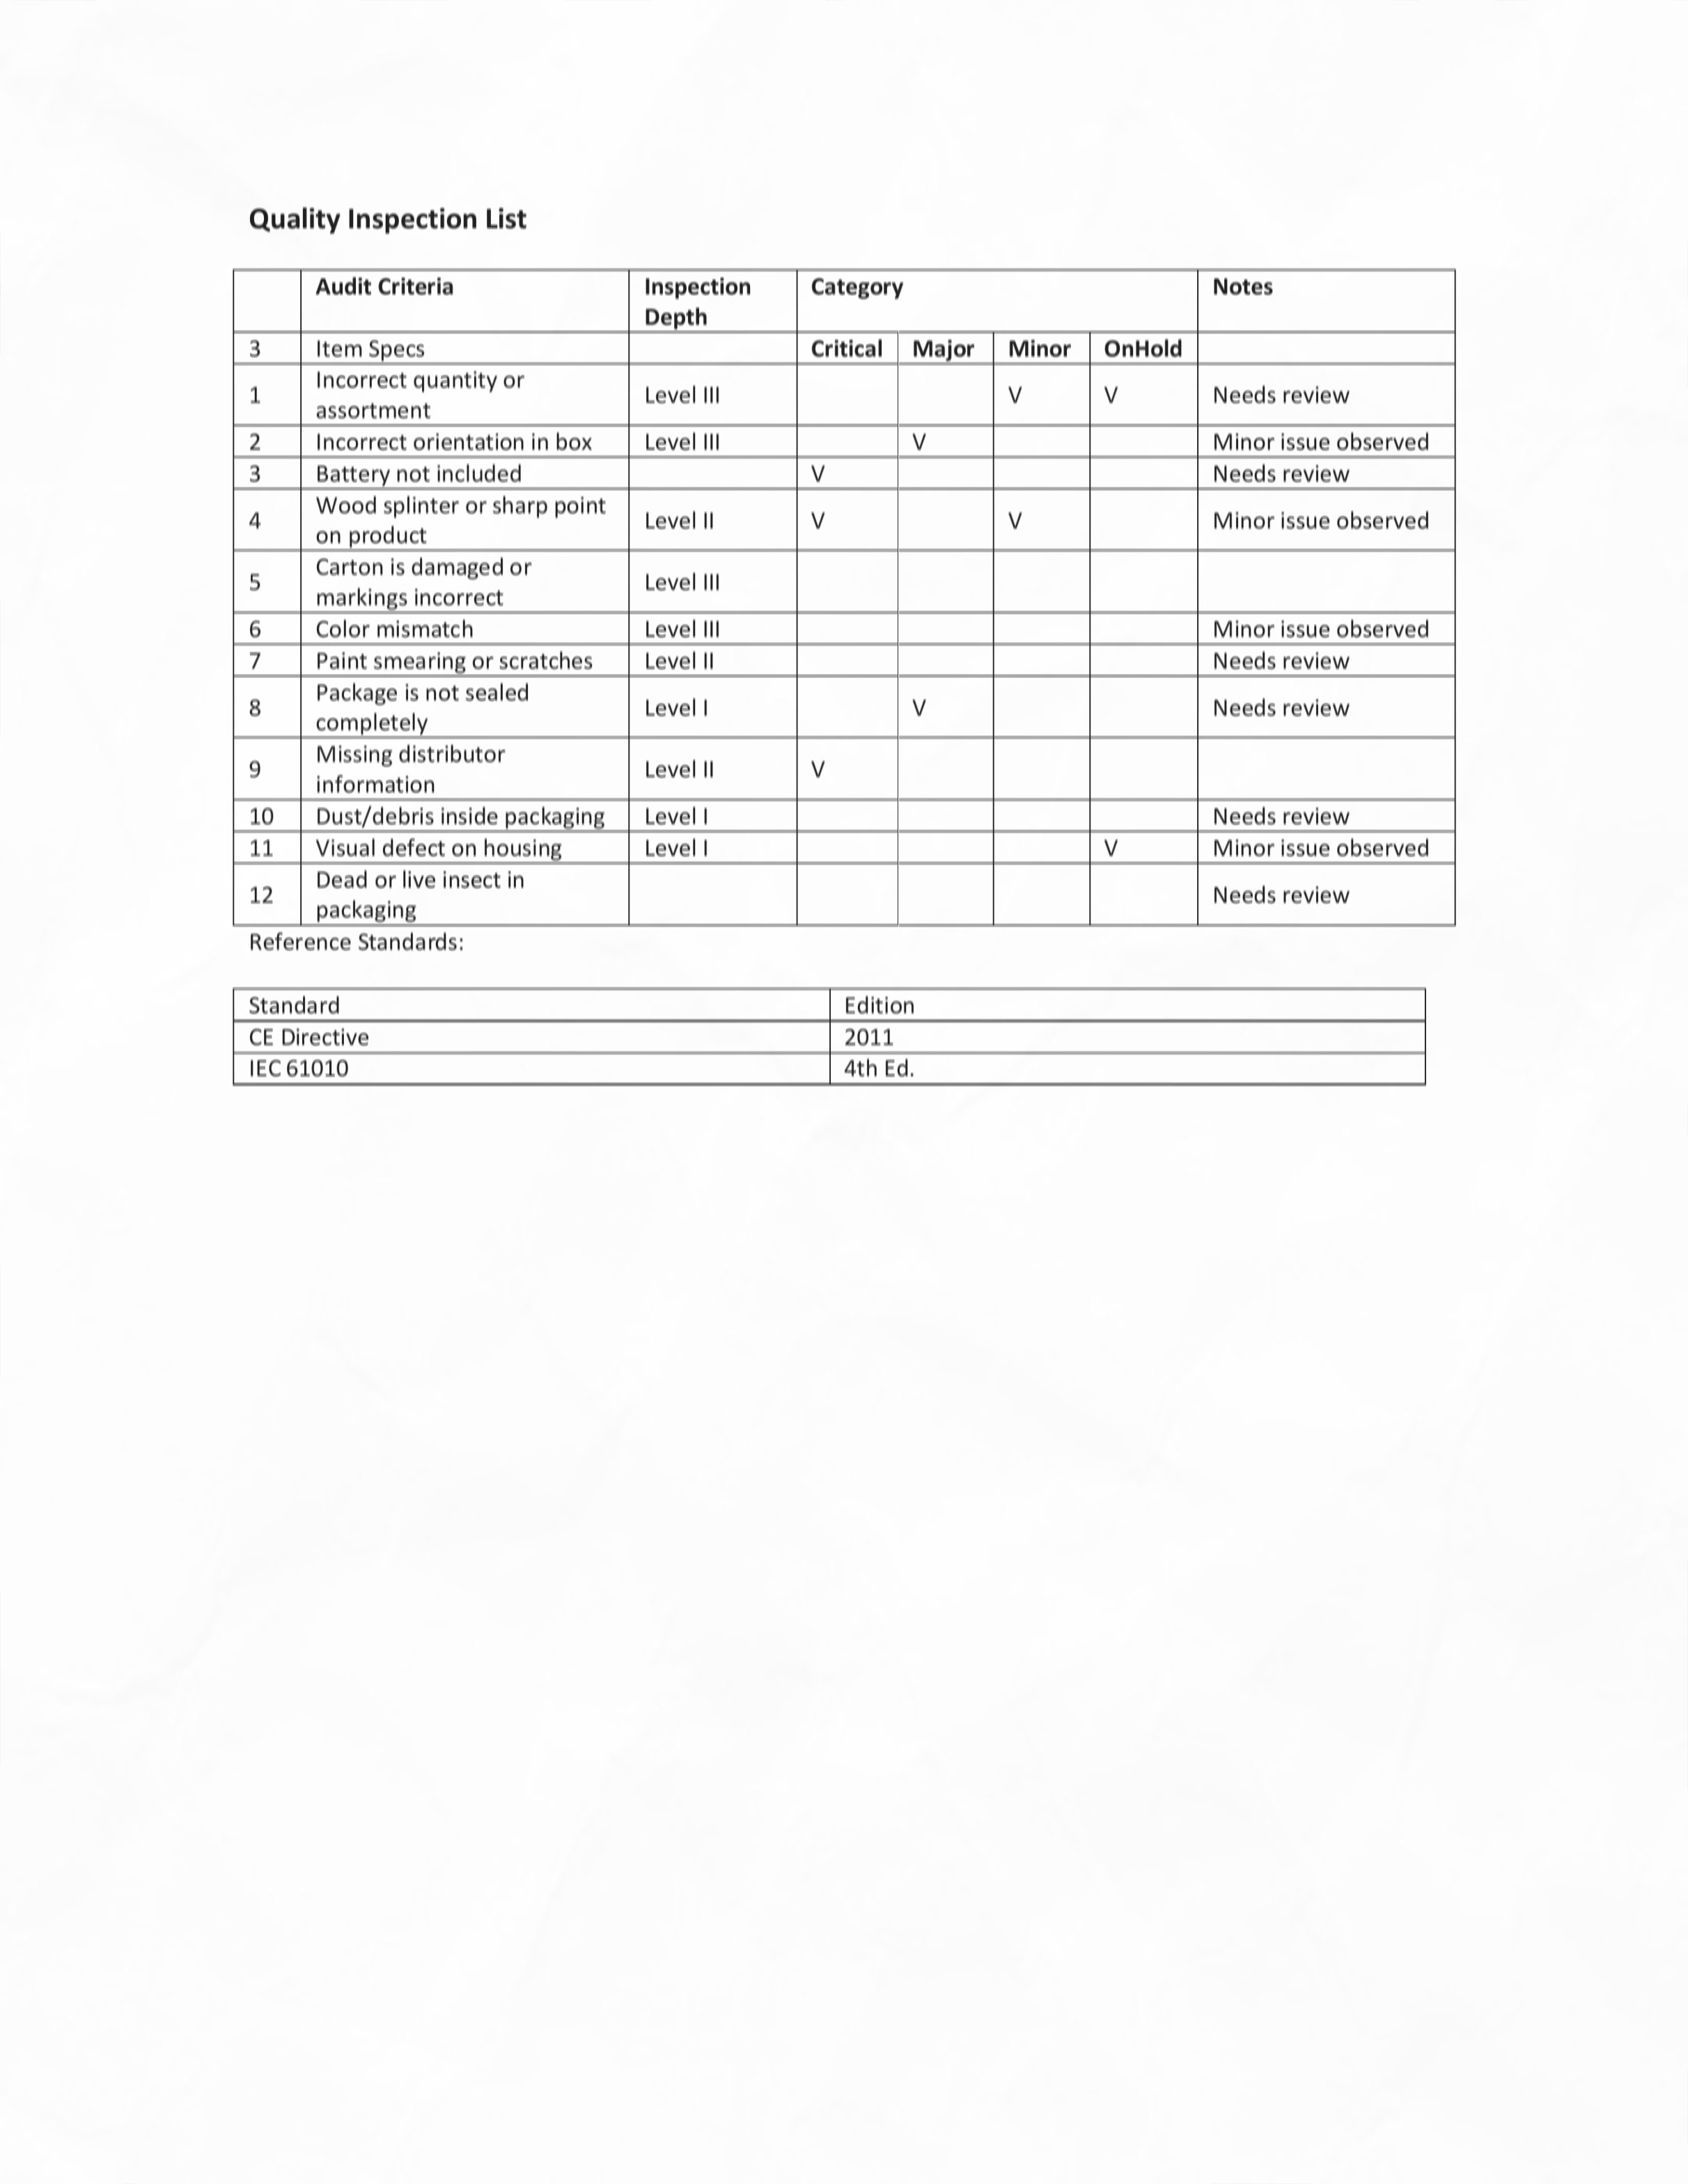 Quality Inspection List
Audit Criteria Inspection Depth Category Notes
3 Item Specs Critical Major Minor OnHold
1 Incorrect quantity or assortment Level III V V Needs review
2 Incorrect orientation in box Level III V Minor issue observed
3 Battery not included V Needs review
4 Wood splinter or sharp point on product Level II V V Minor issue observed
5 Carton is damaged or markings incorrect Level III
6 Color mismatch Level III Minor issue observed
7 Paint smearing or scratches Level II Needs review
8 Package is not sealed completely Level I V Needs review
9 Missing distributor information Level II V
10 Dust/debris inside packaging Level I Needs review
11 Visual defect on housing Level I V Minor issue observed
12 Dead or live insect in packaging Needs review
Reference Standards:
Standard Edition
CE Directive 2011
IEC 61010 4th Ed.